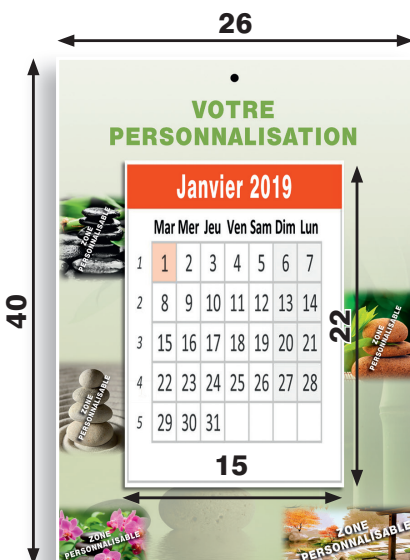 26
VOTRE
PERSONNALISATION
40
Janvier 2019
Mar Mer Jeu Ven Sam Dim Lun
1 1 2 3 4 5 6 7
2 8 9 10 11 12 13 14
3 15 16 17 18 19 20 21
4 22 23 24 25 26 27 28
5 29 30 31
22
15
ZONE
PERSONNALISABLE
ZONE
PERSONNALISABLE
ZONE
PERSONNALISABLE
ZONE
PERSONNALISABLE
ZONE
PERSONNALISABLE